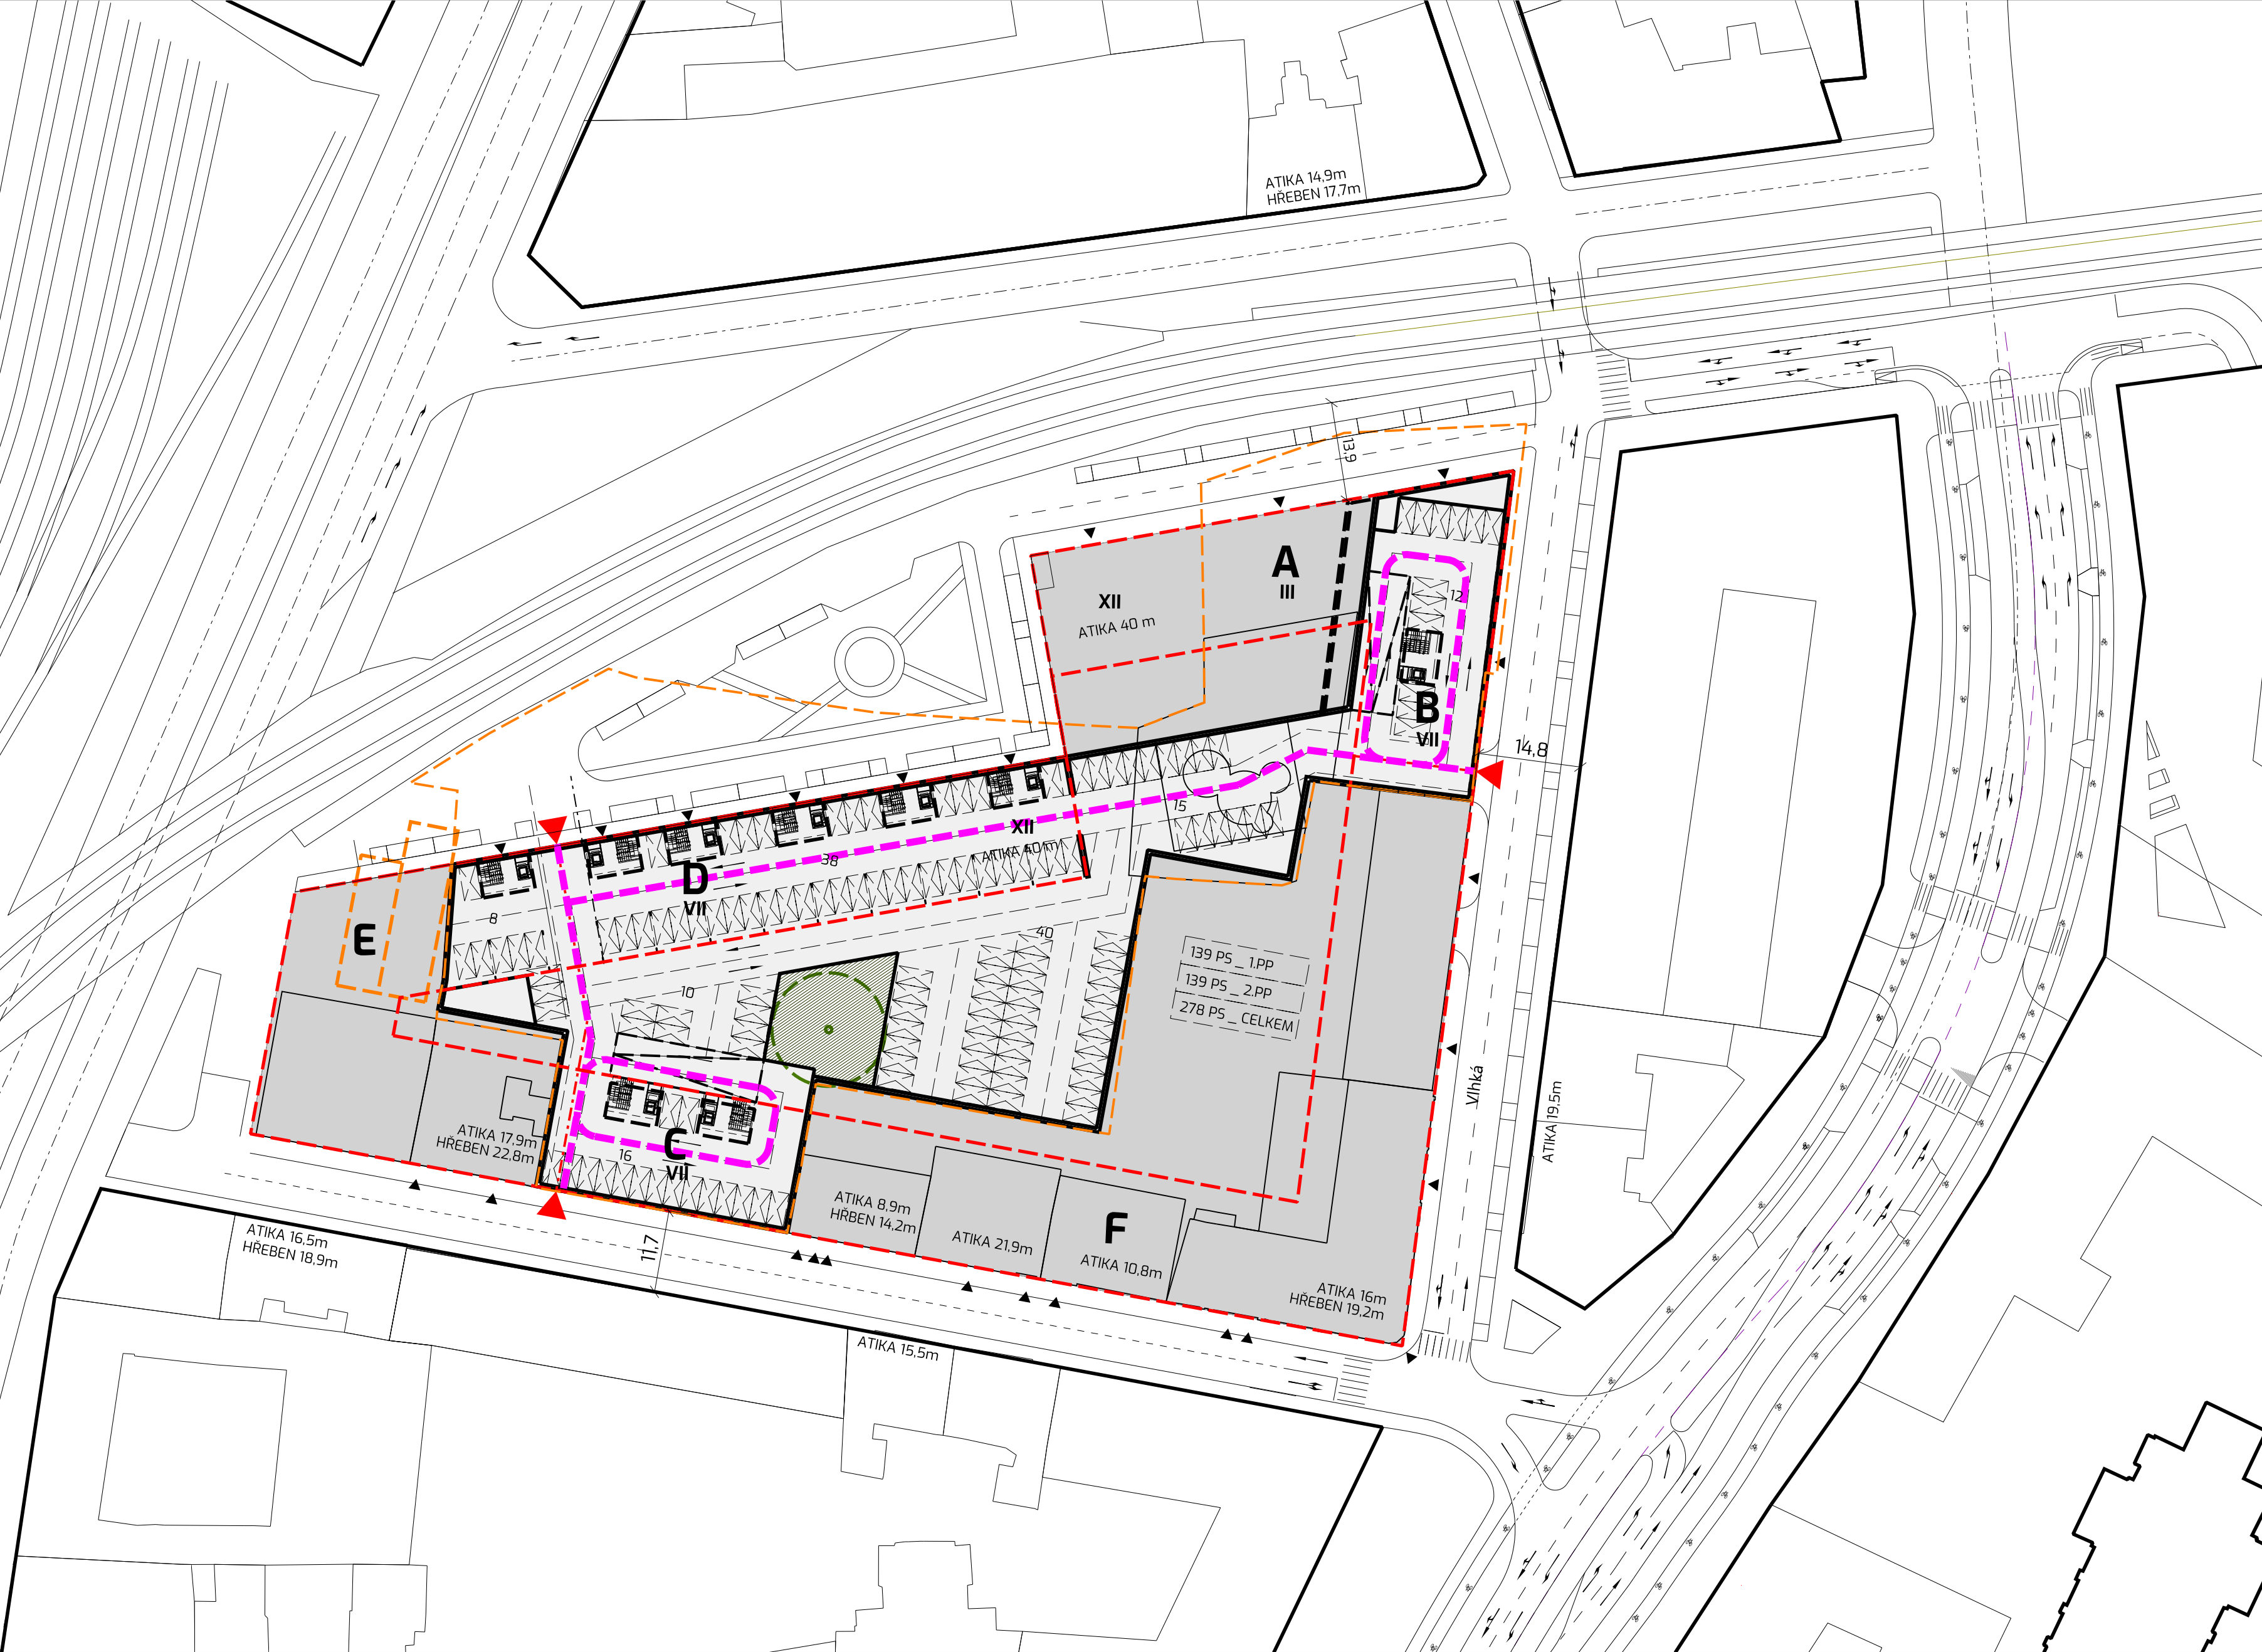 ATIKA 14,9m
HŘEBEN 17,7m
13,9
A
III
XII
ATIKA 40 m
12
B
VII
14,8
15
XII
ATIKA 40 m
38
D
VII
8
E
40
10
139 PS _ 1.PP
139 PS _ 2.PP
278 PS _ CELKEM
Vlhká
ATIKA 19,5m
ATIKA 17,9m
HŘEBEN 22,8m
C
VII
16
ATIKA 8,9m
HŘBEN 14,2m
ATIKA 21,9m
F
ATIKA 10,8m
ATIKA 16m
HŘEBEN 19,2m
ATIKA 16,5m
HŘEBEN 18,9m
11,7
ATIKA 15,5m